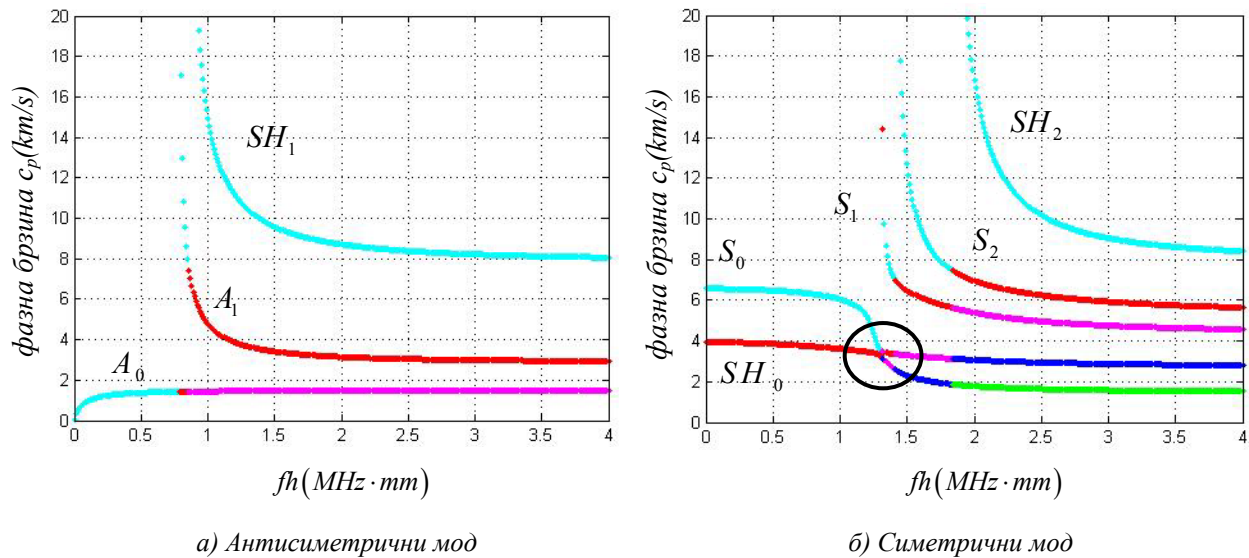 20
18
16
14
12
10
8
6
4
2
0
фазна брзина c_p(km/s)
SH_1
A_1
A_0
0 0.5 1 1.5 2 2.5 3 3.5 4
fh(MHz·mm)
а) Антисиметрични мод
20
18
16
14
12
10
8
6
4
2
0
фазна брзина c_p(km/s)
SH_2
S_1
S_2
S_0
SH_0
0 0.5 1 1.5 2 2.5 3 3.5 4
fh(MHz·mm)
б) Симетрични мод